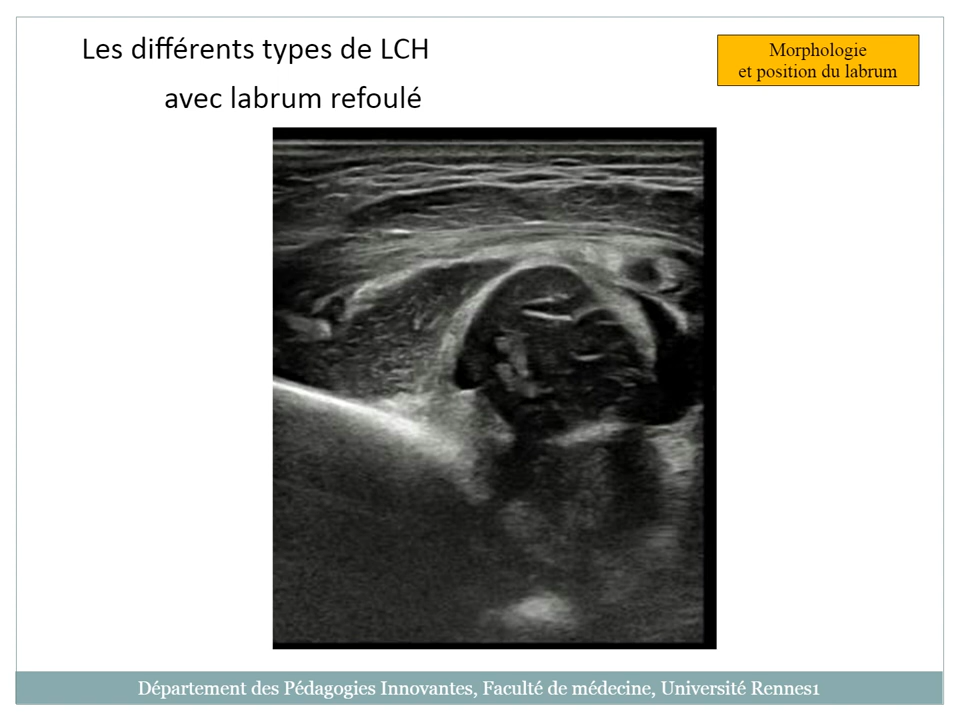 Les différents types de LCH
avec labrum refoulé
Morphologie
et position du labrum
Département des Pédagogies Innovantes, Faculté de médecine, Université Rennes1